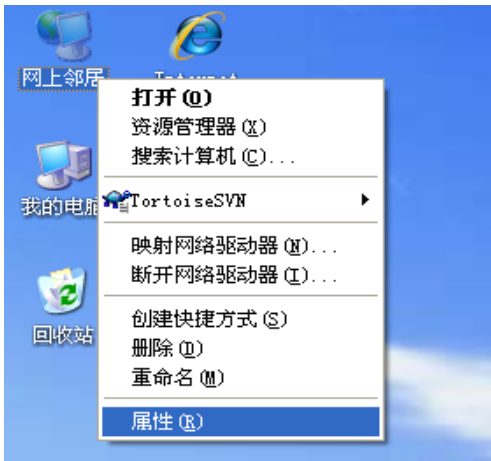 网上邻居
Internet
打开(O)
资源管理器(X)
搜索计算机(C)...
TortoiseSVN
我的电脑
映射网络驱动器(N)...
断开网络驱动器(I)...
回收站
创建快捷方式(S)
删除(D)
重命名(M)
属性(R)